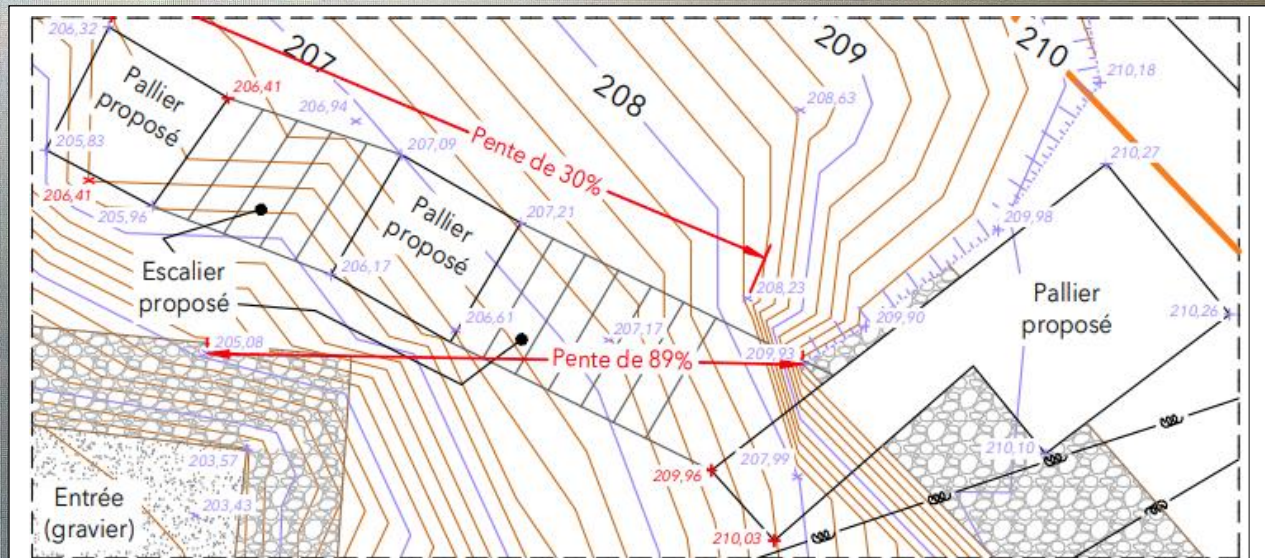 206,32
207
209
210
210,18
Pallier
proposé
206,41
206,94
208
208,63
205,83
207,09
Pente de 30%
210,27
206,41
205,96
Pallier
proposé
207,21
209,98
Escalier
proposé
206,17
208,23
Pallier
proposé
210,26
205,08
206,61
207,17
209,93
209,90
Pente de 89%
203,57
209,96
207,99
210,10
Entrée
(gravier)
203,43
210,03